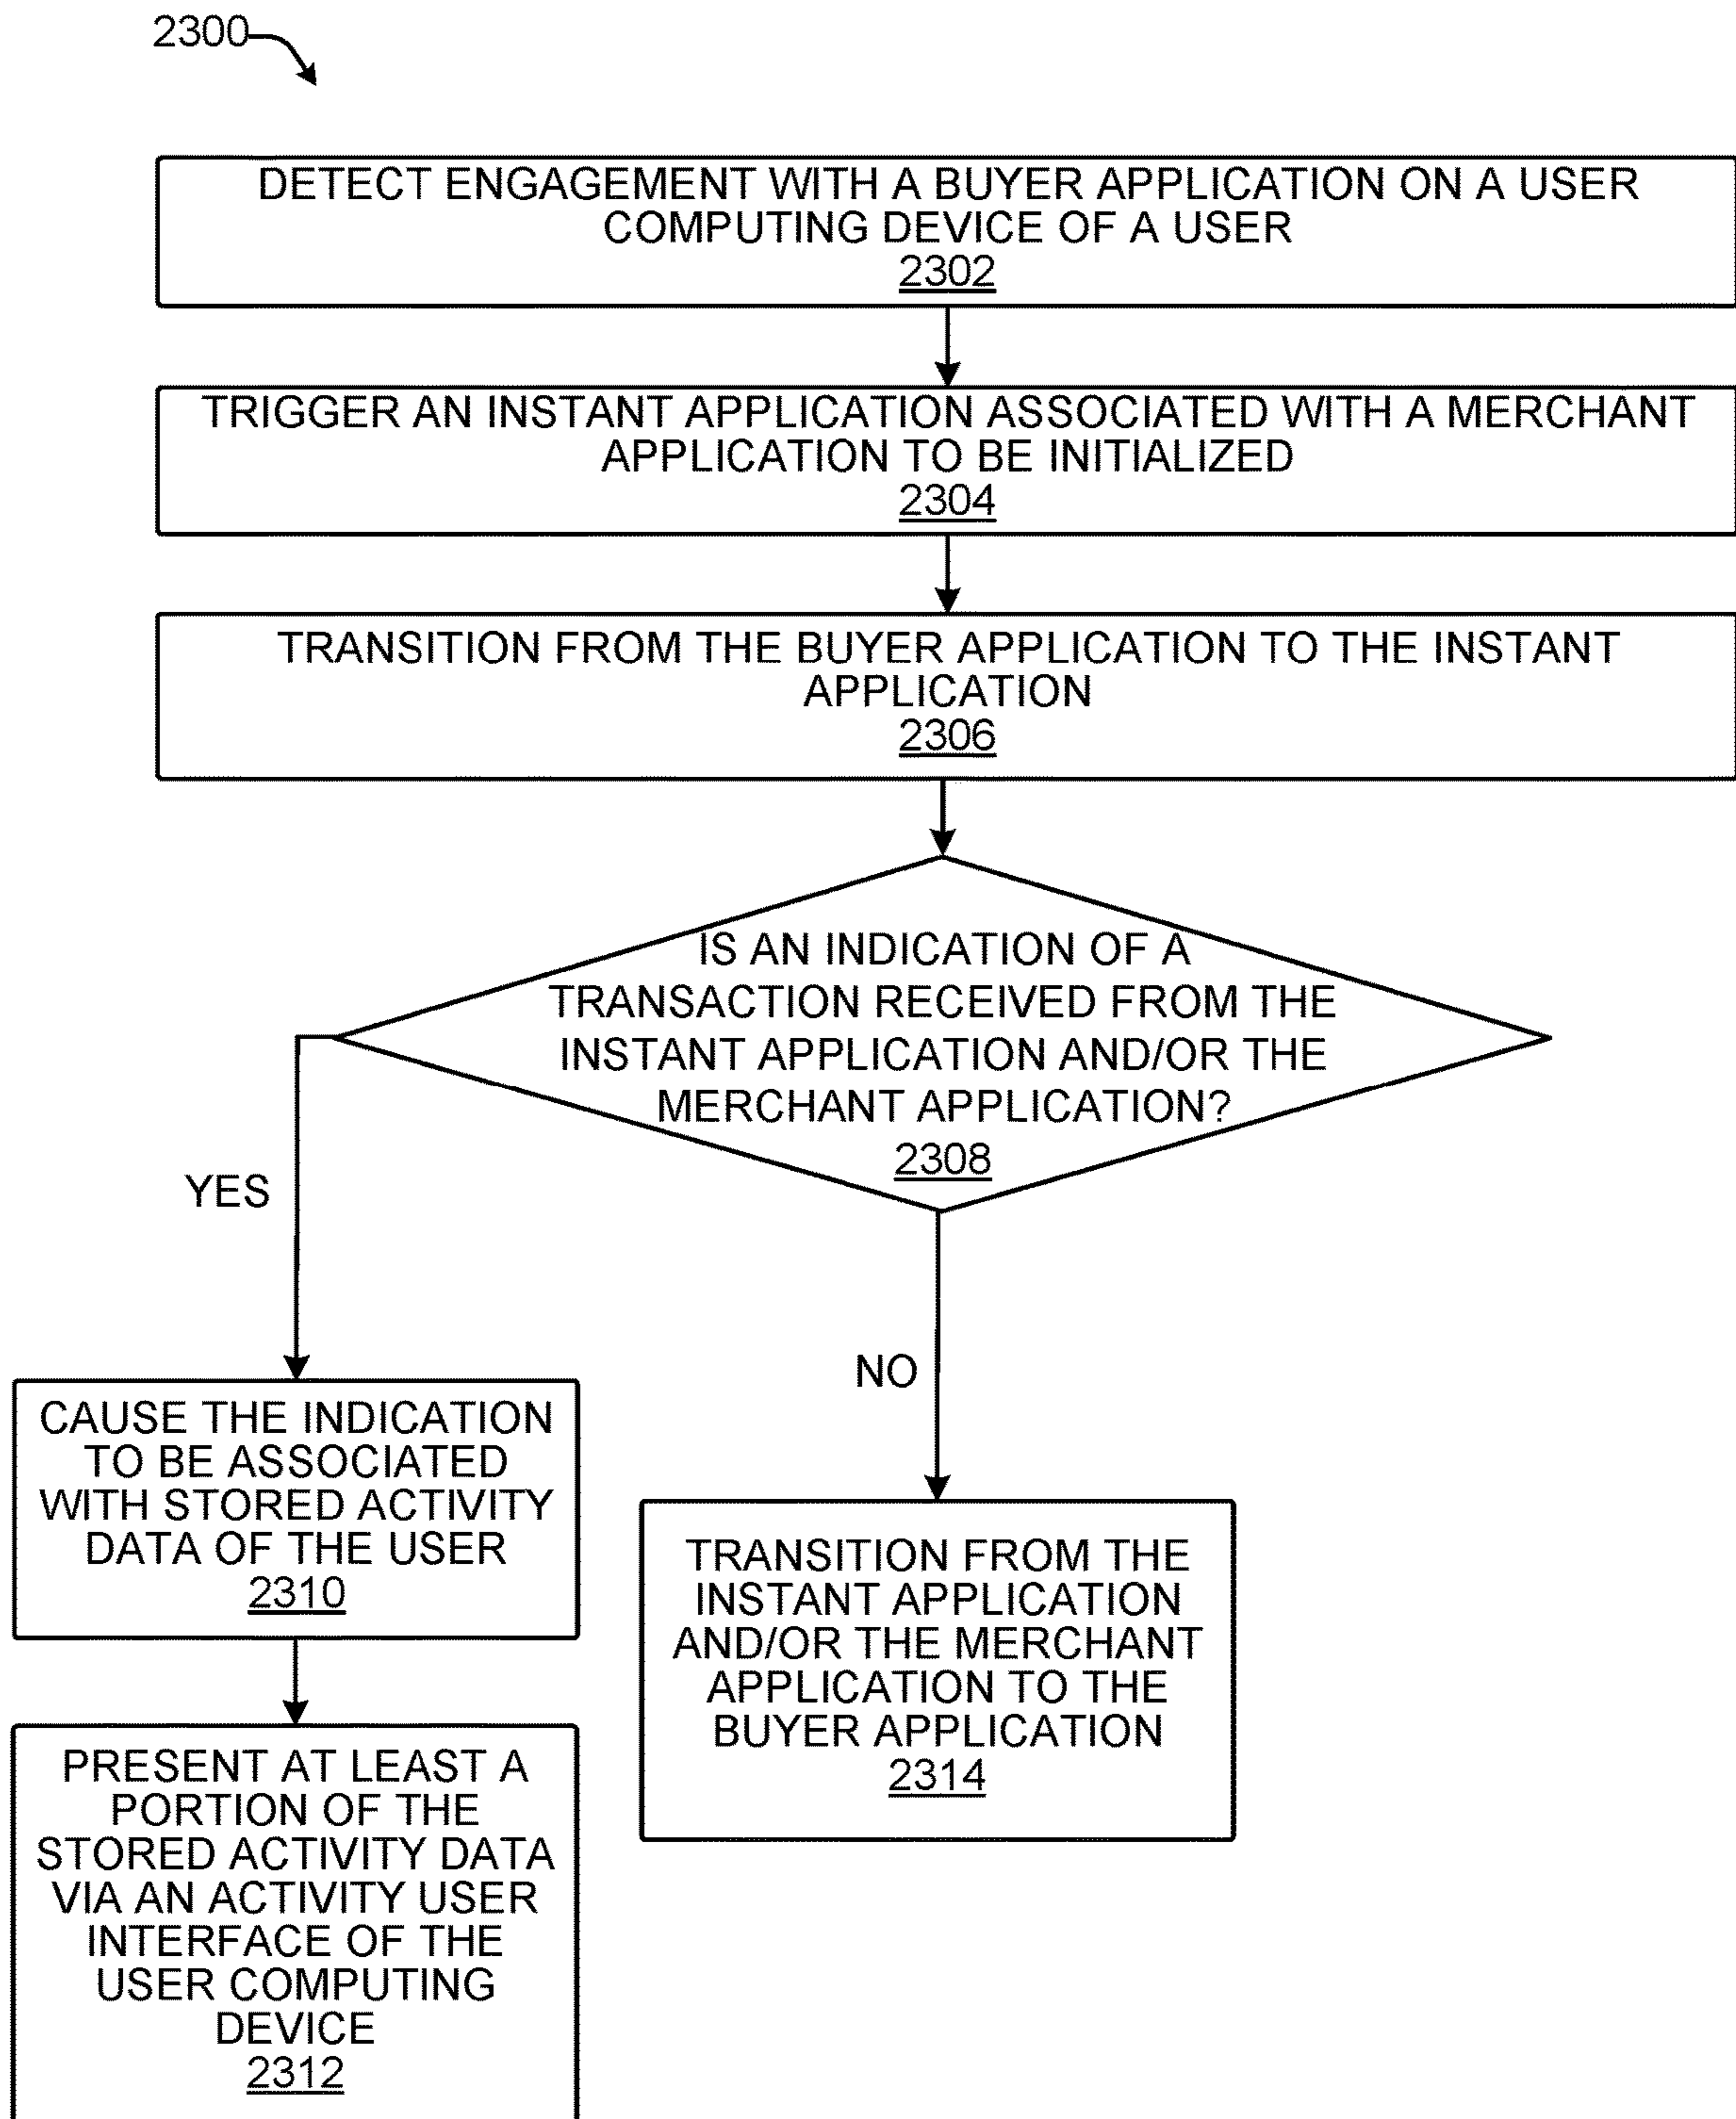 2300
DETECT ENGAGEMENT WITH A BUYER APPLICATION ON A USER
COMPUTING DEVICE OF A USER
2302
TRIGGER AN INSTANT APPLICATION ASSOCIATED WITH A MERCHANT
APPLICATION TO BE INITIALIZED
2304
TRANSITION FROM THE BUYER APPLICATION TO THE INSTANT
APPLICATION
2306
IS AN INDICATION OF A
TRANSACTION RECEIVED FROM THE
INSTANT APPLICATION AND/OR THE
MERCHANT APPLICATION?
2308
YES
NO
CAUSE THE INDICATION
TO BE ASSOCIATED
WITH STORED ACTIVITY
DATA OF THE USER
2310
TRANSITION FROM THE
INSTANT APPLICATION
AND/OR THE MERCHANT
APPLICATION TO THE
BUYER APPLICATION
2314
PRESENT AT LEAST A
PORTION OF THE
STORED ACTIVITY DATA
VIA AN ACTIVITY USER
INTERFACE OF THE
USER COMPUTING
DEVICE
2312